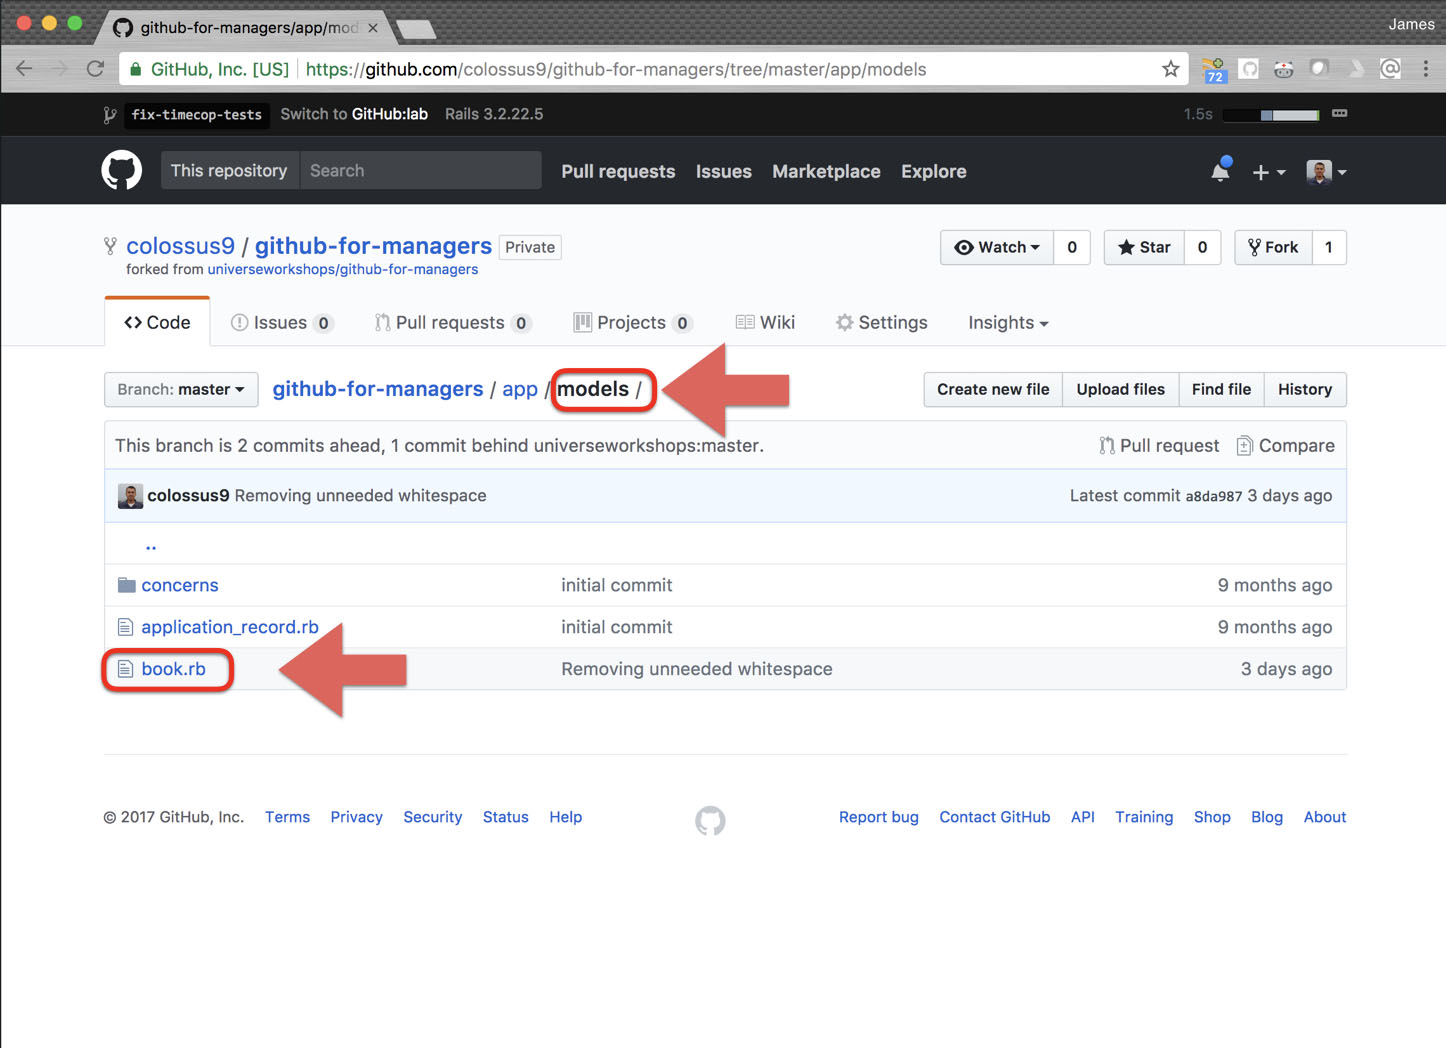 github-for-managers/app/mod
James
GitHub, Inc. [US] https://github.com/colossus9/github-for-managers/tree/master/app/models
72
fix-timecop-tests Switch to GitHub:lab Rails 3.2.22.5 1.5s
This repository Search Pull requests Issues Marketplace Explore
colossus9 / github-for-managers Private
Watch 0 Star 0 Fork 1
forked from universeworkshops/github-for-managers
Code Issues 0 Pull requests 0 Projects 0 Wiki Settings Insights
Branch: master github-for-managers / app / models / Create new file Upload files Find file History
This branch is 2 commits ahead, 1 commit behind universeworkshops:master. Pull request Compare
colossus9 Removing unneeded whitespace Latest commit a8da987 3 days ago
..
concerns initial commit 9 months ago
application_record.rb initial commit 9 months ago
book.rb Removing unneeded whitespace 3 days ago
© 2017 GitHub, Inc. Terms Privacy Security Status Help Report bug Contact GitHub API Training Shop Blog About